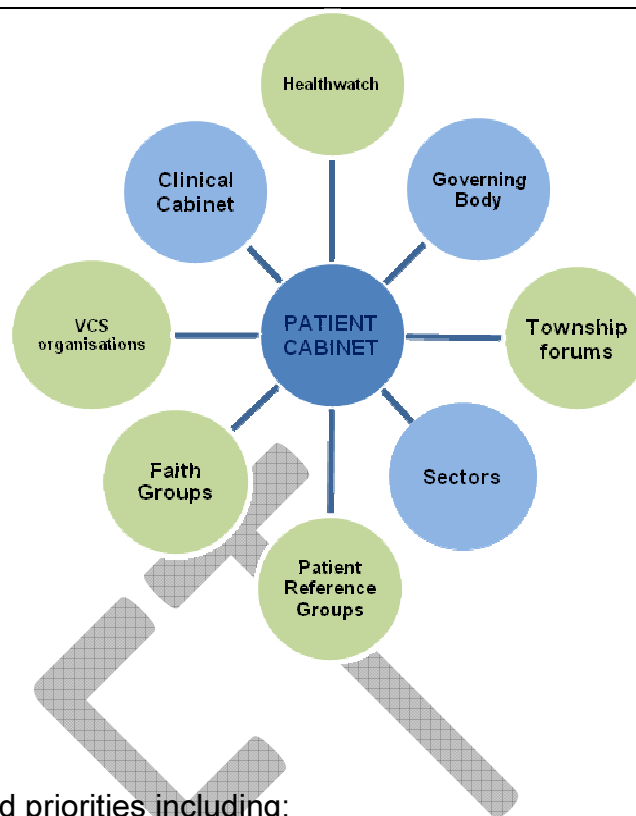 Healthwatch
Clinical
Cabinet
Governing
Body
VCS
organisations
PATIENT
CABINET
Township
forums
Faith
Groups
Sectors
Patient
Reference
Groups
d priorities including: